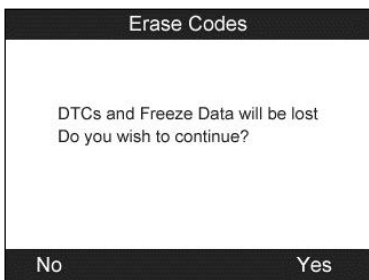 Erase Codes
DTCs and Freeze Data will be lost
Do you wish to continue?
No Yes